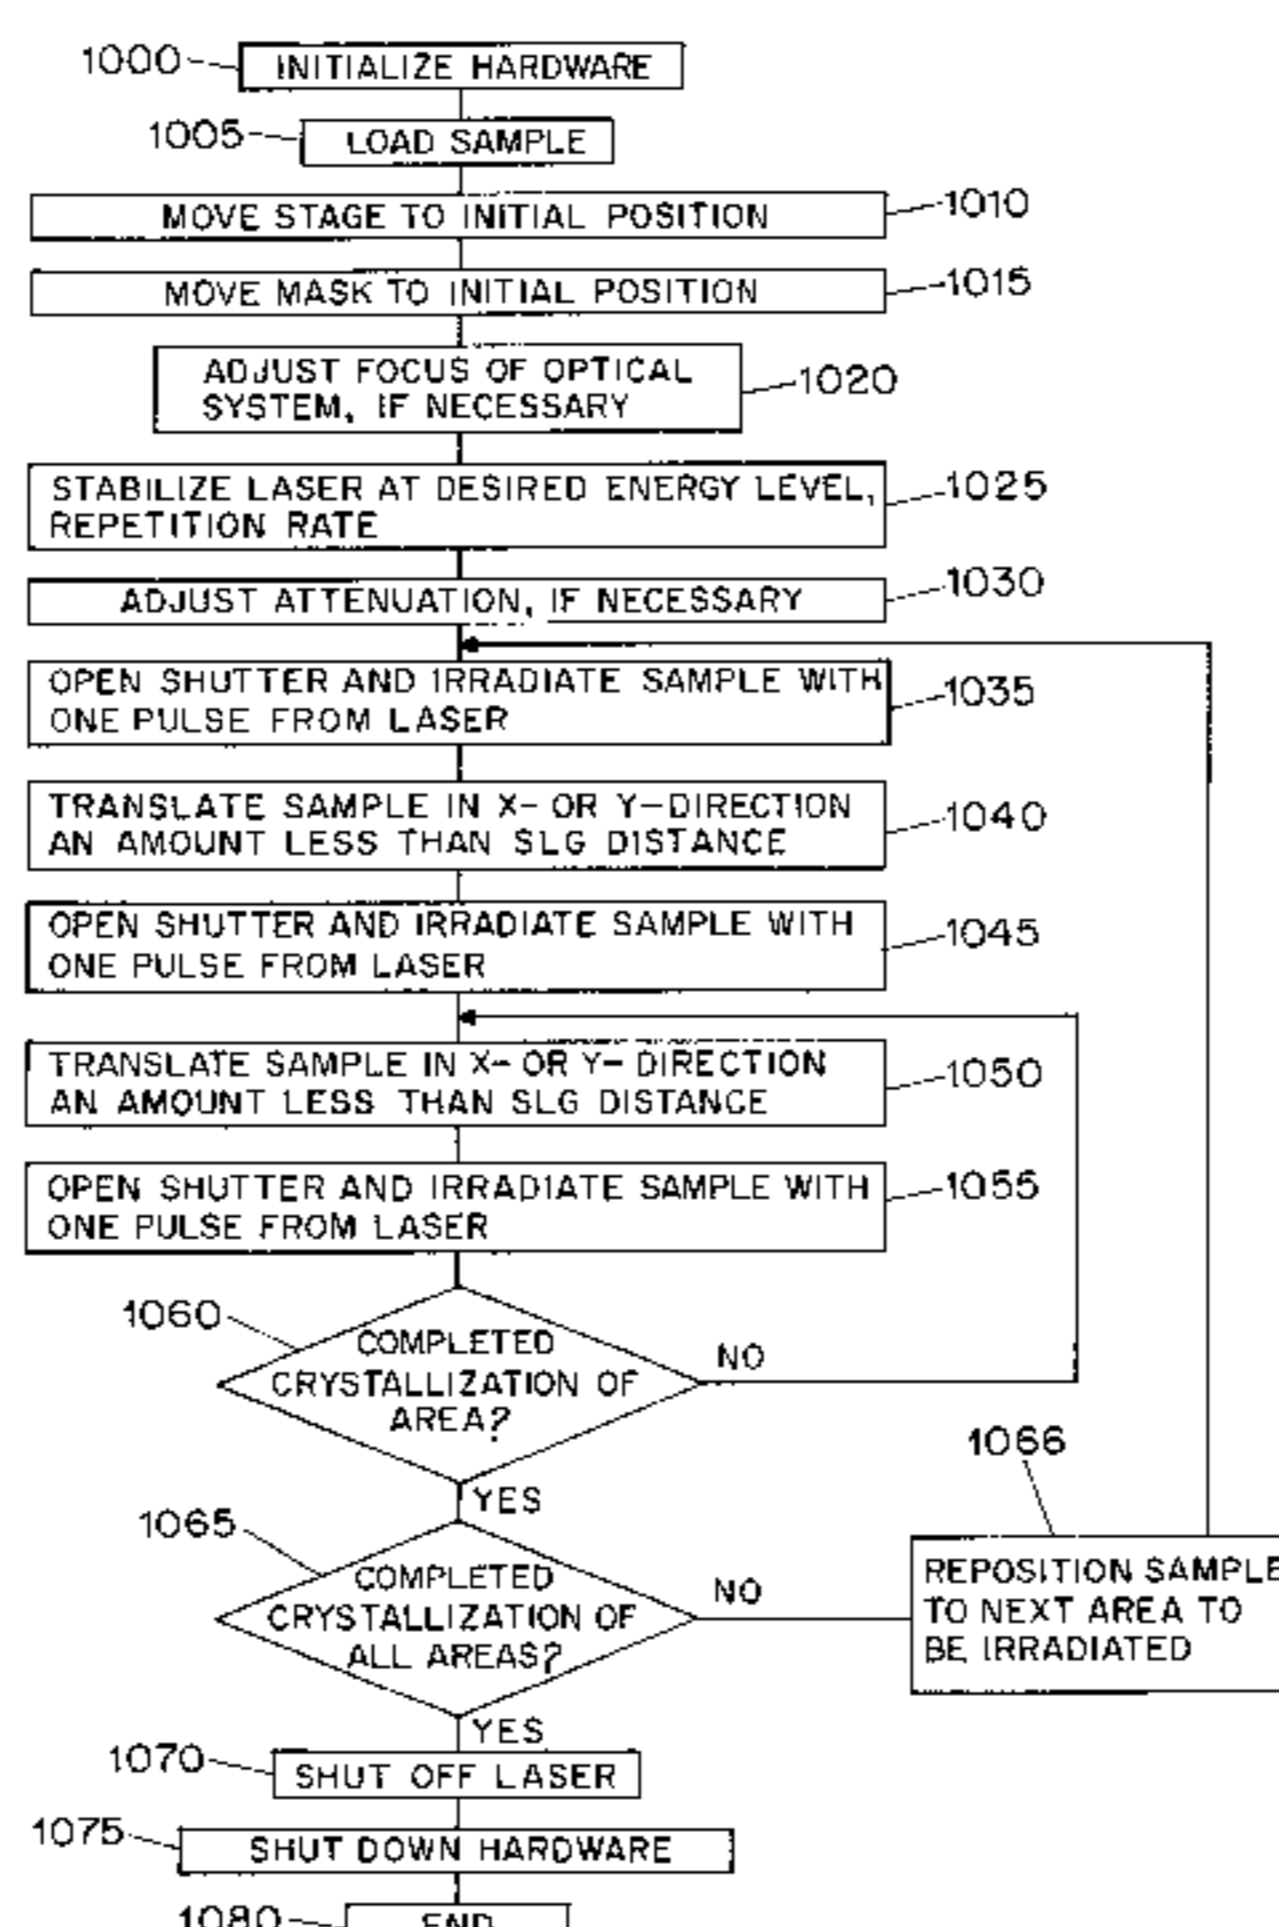 1000
INITIALIZE HARDWARE
1005
LOAD SAMPLE
MOVE STAGE TO INITIAL POSITION
1010
MOVE MASK TO INITIAL POSITION
1015
ADJUST FOCUS OF OPTICAL
SYSTEM, IF NECESSARY
1020
STABILIZE LASER AT DESIRED ENERGY LEVEL,
REPETITION RATE
1025
ADJUST ATTENUATION, IF NECESSARY
1030
OPEN SHUTTER AND IRRADIATE SAMPLE WITH
ONE PULSE FROM LASER
1035
TRANSLATE SAMPLE IN X- OR Y-DIRECTION
AN AMOUNT LESS THAN SLG DISTANCE
1040
OPEN SHUTTER AND IRRADIATE SAMPLE WITH
ONE PULSE FROM LASER
1045
TRANSLATE SAMPLE IN X- OR Y- DIRECTION
AN AMOUNT LESS THAN SLG DISTANCE
1050
OPEN SHUTTER AND IRRADIATE SAMPLE WITH
ONE PULSE FROM LASER
1055
1060
COMPLETED
CRYSTALLIZATION OF
AREA?
NO
YES
1065
COMPLETED
CRYSTALLIZATION OF
ALL AREAS?
NO
1066
REPOSITION SAMPLE
TO NEXT AREA TO
BE IRRADIATED
YES
1070
SHUT OFF LASER
1075
SHUT DOWN HARDWARE
1080
END